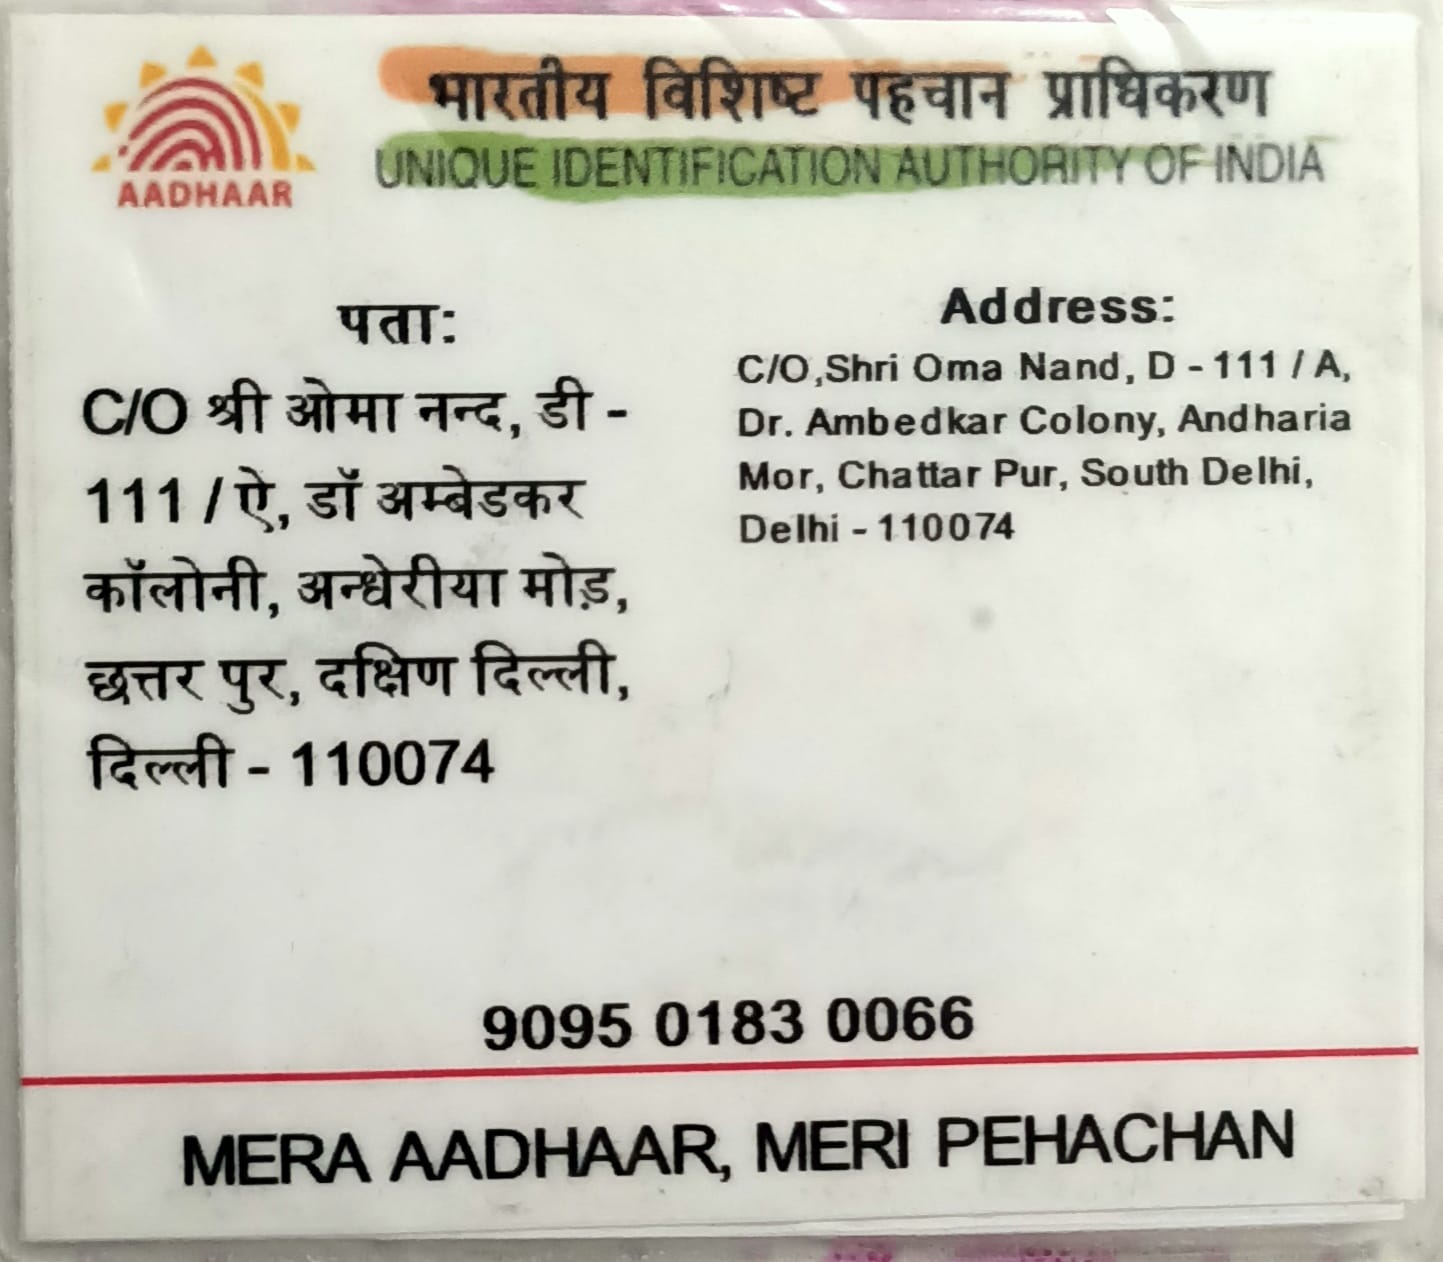 AADHAAR
भारतीय विशिष्ट पहचान प्राधिकरण
UNIQUE IDENTIFICATION AUTHORITY OF INDIA
पता:
C/O श्री ओमा नन्द, डी -
111 / ऐ, डॉ अम्बेडकर
कॉलोनी, अन्धेरीया मोड़,
छत्तर पुर, दक्षिण दिल्ली,
दिल्ली - 110074
Address:
C/O,Shri Oma Nand, D - 111 / A,
Dr. Ambedkar Colony, Andharia
Mor, Chattar Pur, South Delhi,
Delhi - 110074
9095 0183 0066
MERA AADHAAR, MERI PEHACHAN